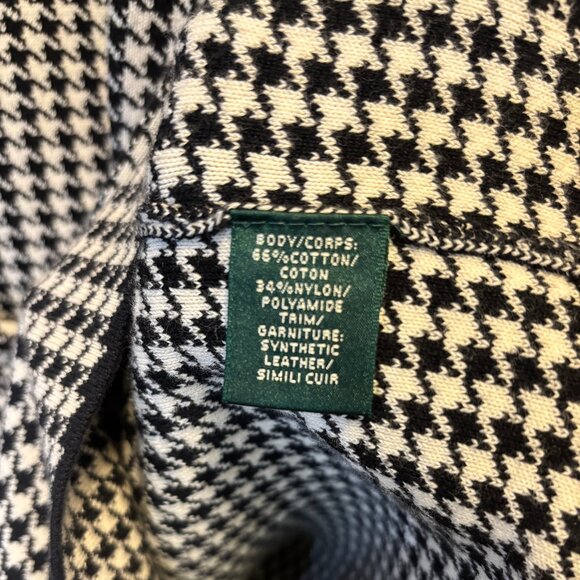 BODY/CORPS:
66%COTTON/
COTON
34%NYLON/
POLYAMIDE
TRIM/
GARNITURE:
SYNTHETIC
LEATHER/
SIMILI CUIR